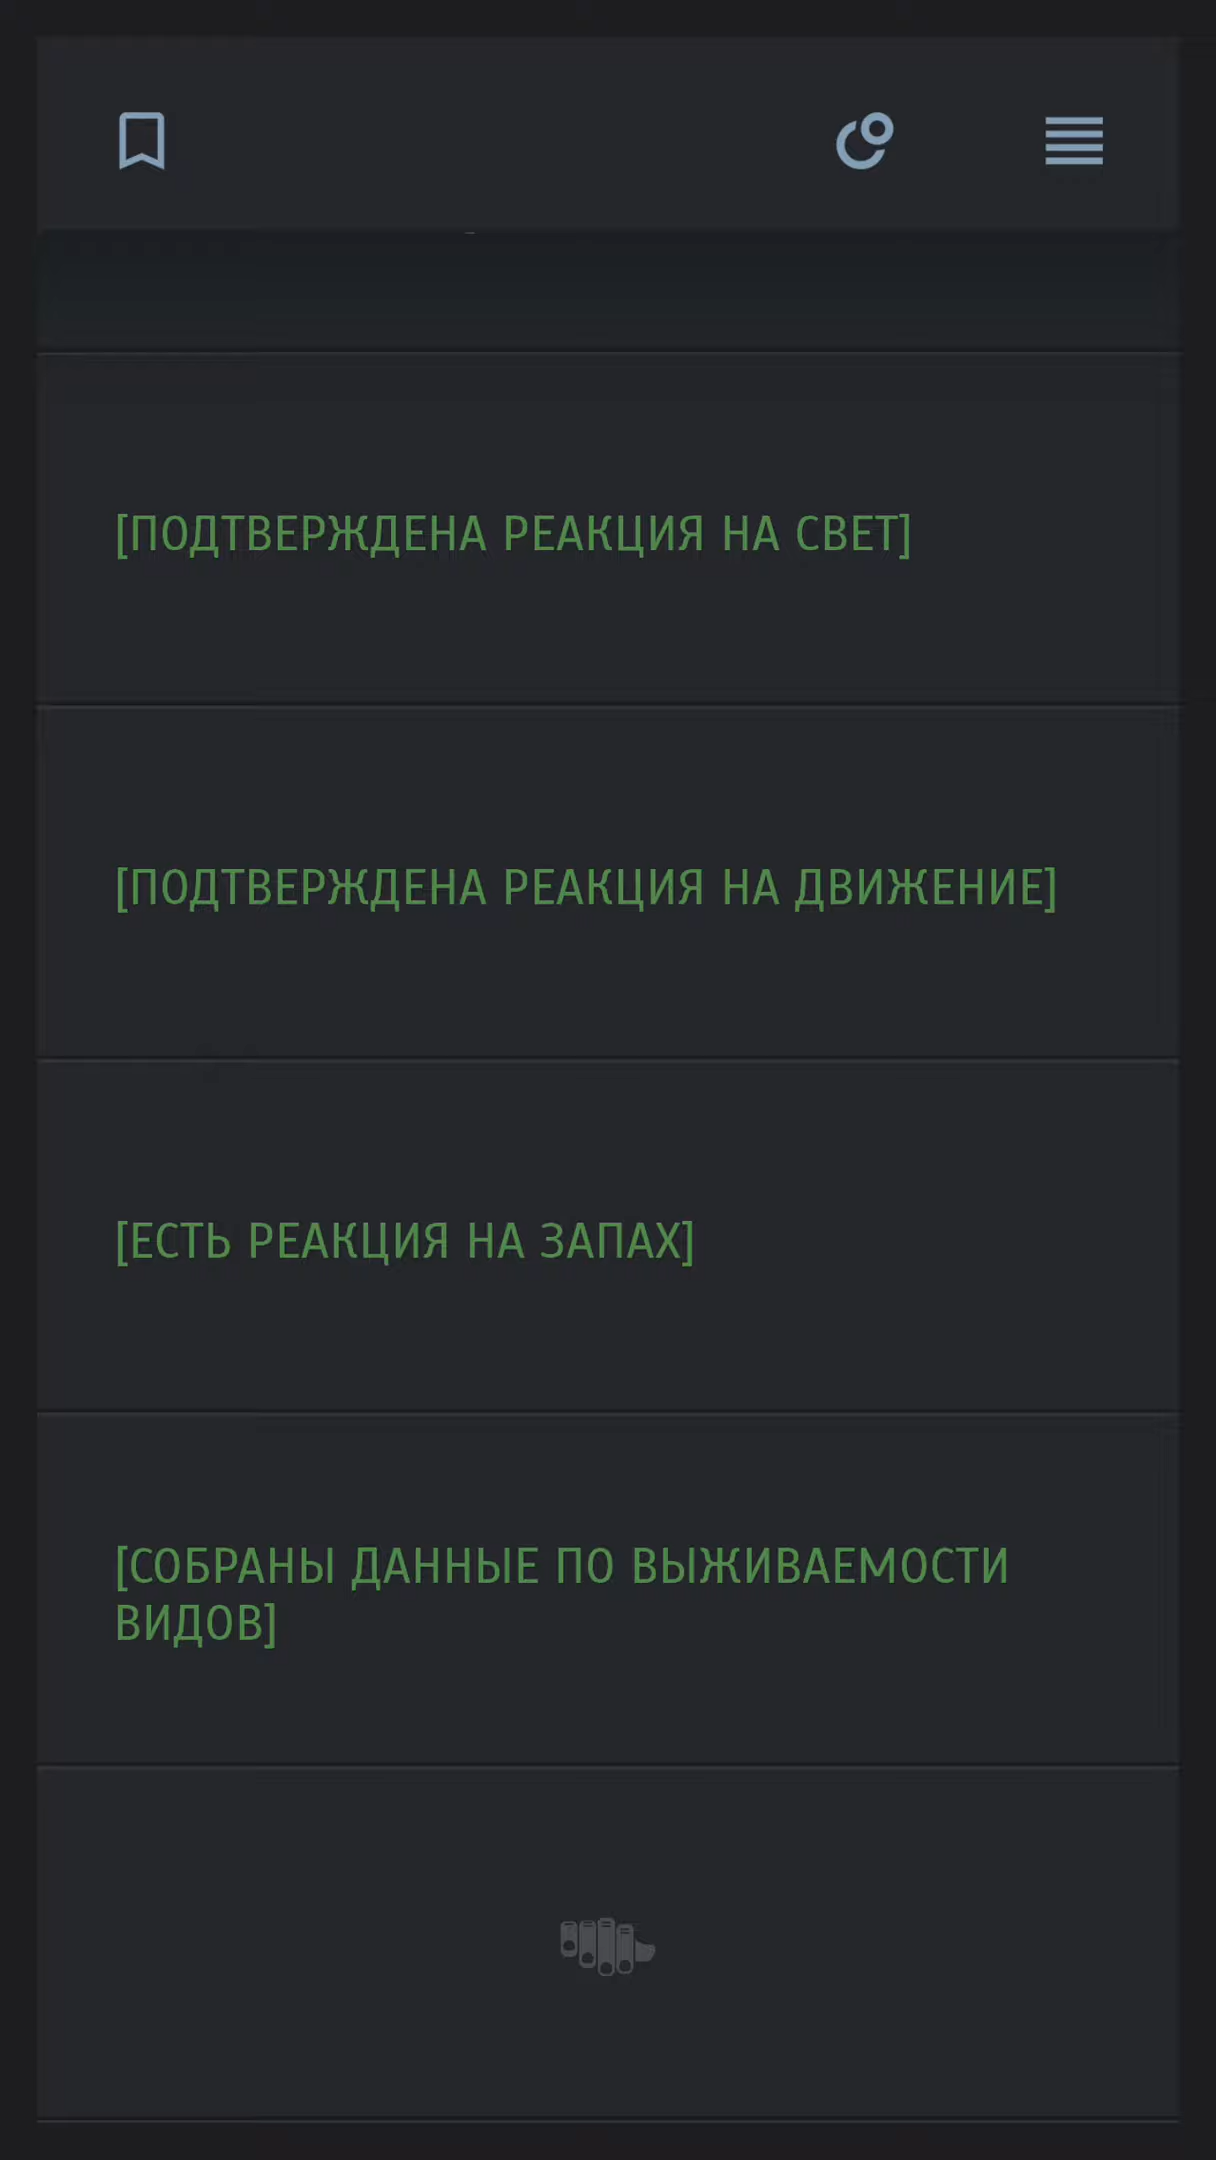 [ПОДТВЕРЖДЕНА РЕАКЦИЯ НА СВЕТ]
[ПОДТВЕРЖДЕНА РЕАКЦИЯ НА ДВИЖЕНИЕ]
[ЕСТЬ РЕАКЦИЯ НА ЗАПАХ]
[СОБРАНЫ ДАННЫЕ ПО ВЫЖИВАЕМОСТИ
ВИДОВ]